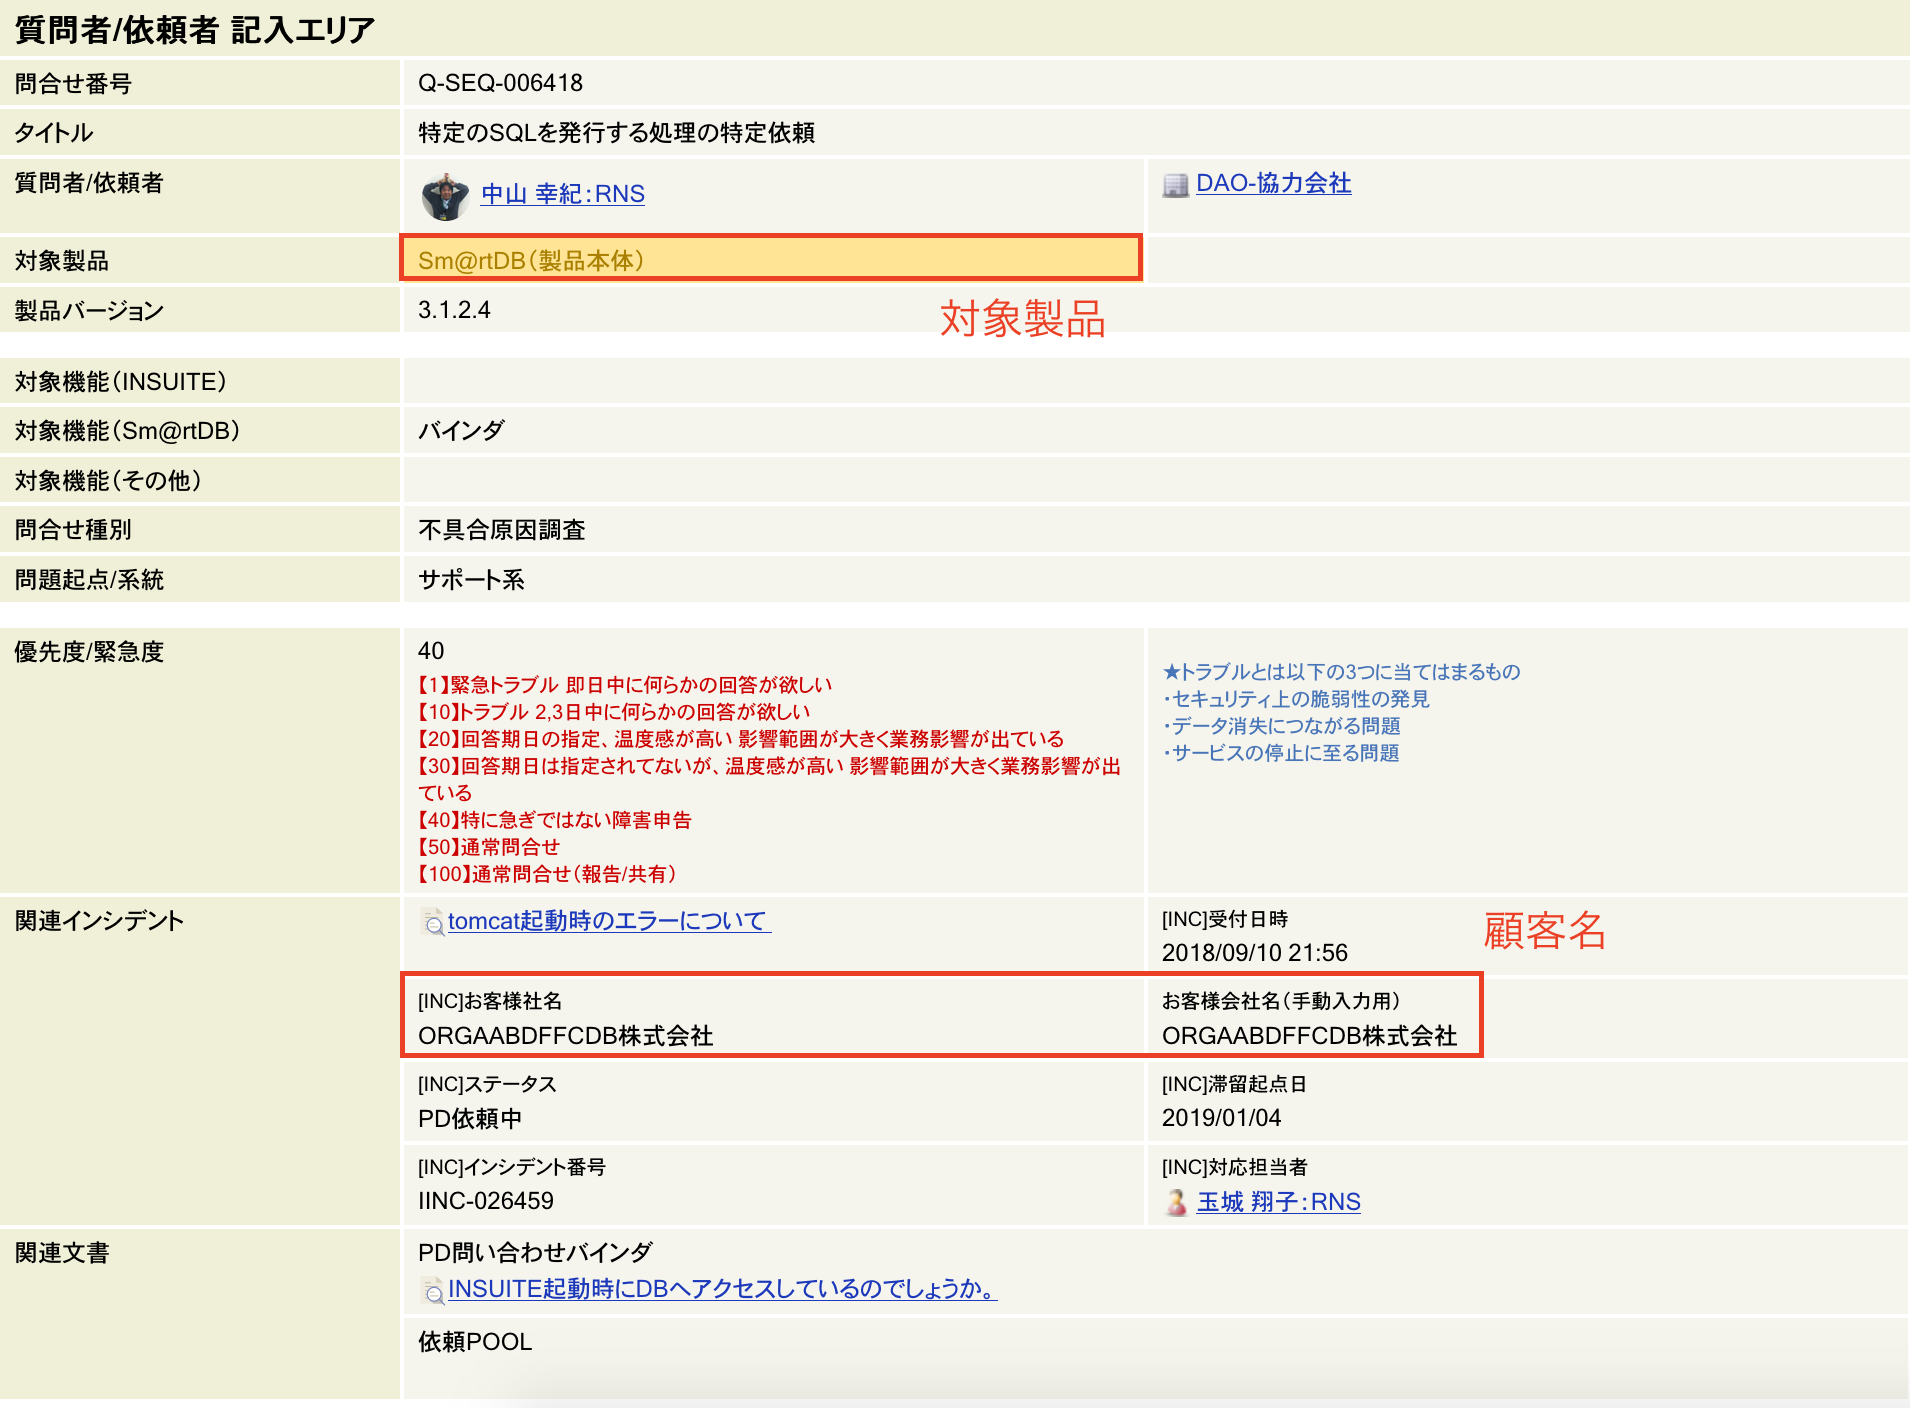 質問者/依頼者 記入エリア
問合せ番号
Q-SEQ-006418
タイトル
特定のSQLを発行する処理の特定依頼
質問者/依頼者
中山 幸紀：RNS
DAO-協力会社
対象製品
Sm@rtDB（製品本体）
製品バージョン
3.1.2.4
対象製品
対象機能（INSUITE）
対象機能（Sm@rtDB）
バインダ
対象機能（その他）
問合せ種別
不具合原因調査
問題起点/系統
サポート系
優先度/緊急度
40
【1】緊急トラブル 即日中に何らかの回答が欲しい
【10】トラブル 2,3日中に何らかの回答が欲しい
【20】回答期日の指定、温度感が高い 影響範囲が大きく業務影響が出ている
【30】回答期日は指定されてないが、温度感が高い 影響範囲が大きく業務影響が出
ている
【40】特に急ぎではない障害申告
【50】通常問合せ
【100】通常問合せ（報告/共有）
★トラブルとは以下の3つに当てはまるもの
・セキュリティ上の脆弱性の発見
・データ消失につながる問題
・サービスの停止に至る問題
関連インシデント
tomcat起動時のエラーについて
[INC]受付日時
2018/09/10 21:56
顧客名
[INC]お客様社名
ORGAABDFFCDB株式会社
お客様会社名（手動入力用）
ORGAABDFFCDB株式会社
[INC]ステータス
PD依頼中
[INC]滞留起点日
2019/01/04
[INC]インシデント番号
IINC-026459
[INC]対応担当者
玉城 翔子：RNS
関連文書
PD問い合わせバインダ
INSUITE起動時にDBへアクセスしているのでしょうか。
依頼POOL